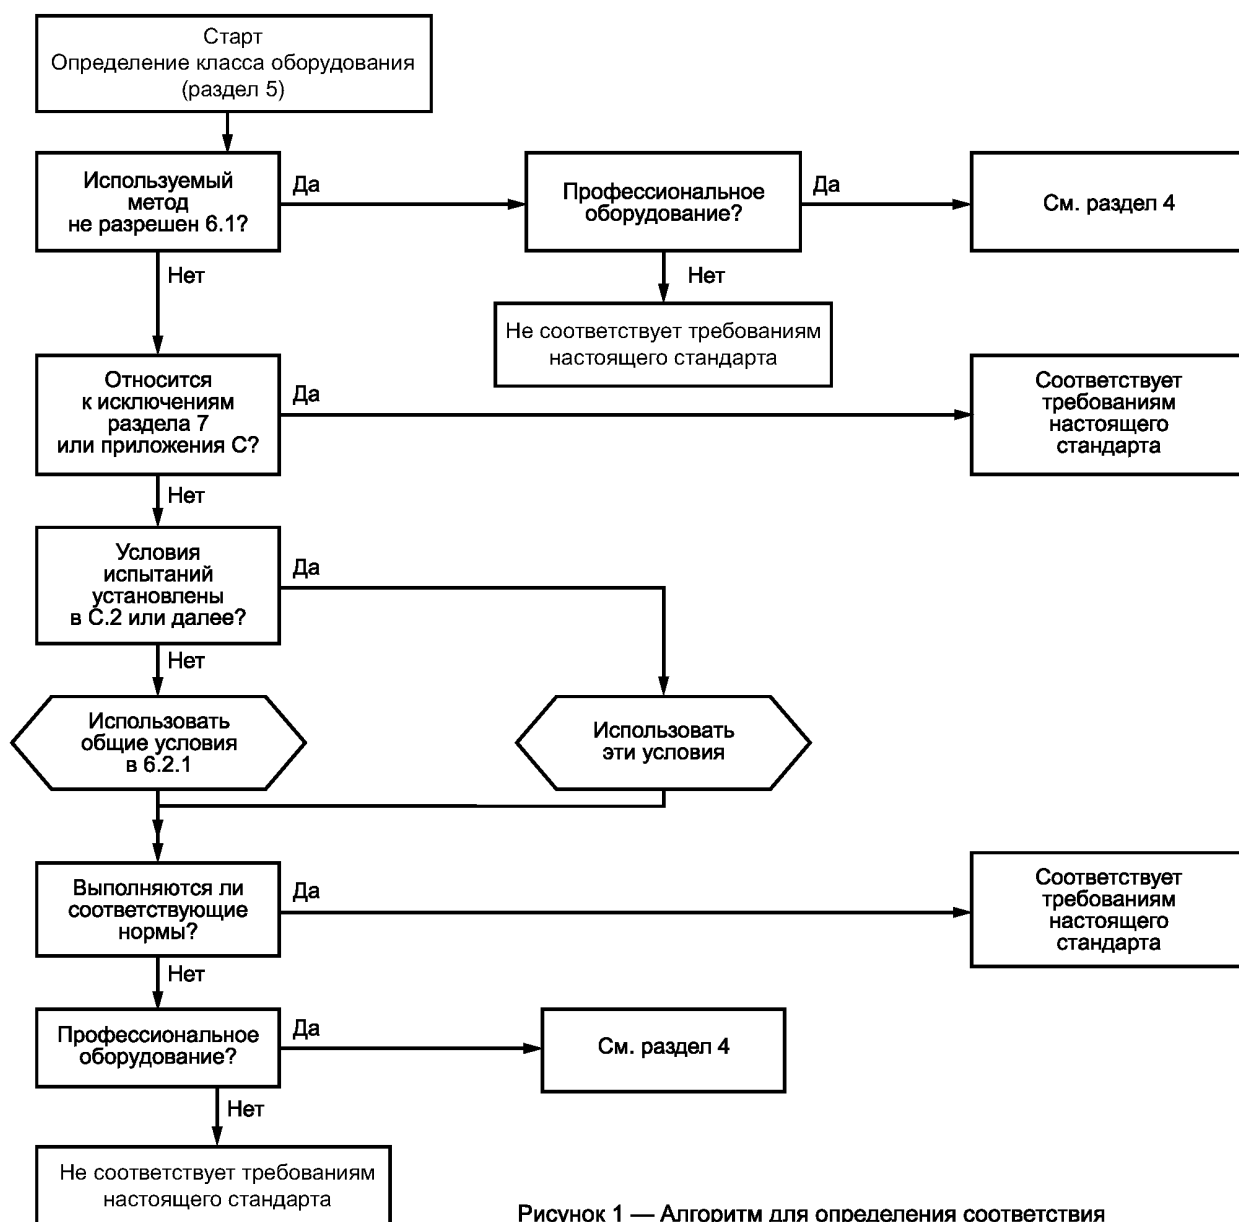 Старт
Определение класса оборудования
(раздел 5)
Используемый
метод
не разрешен 6.1?
Да
Профессиональное
оборудование?
Да
См. раздел 4
Нет
Нет
Не соответствует требованиям
настоящего стандарта
Относится
к исключениям
раздела 7
или приложения С?
Да
Соответствует
требованиям
настоящего
стандарта
Нет
Условия
испытаний
установлены
в С.2 или далее?
Да
Нет
Использовать
общие условия
в 6.2.1
Использовать
эти условия
Выполняются ли
соответствующие
нормы?
Да
Соответствует
требованиям
настоящего
стандарта
Нет
Профессиональное
оборудование?
Да
См. раздел 4
Нет
Не соответствует требованиям
настоящего стандарта
Рисунок 1 — Алгоритм для определения соответствия